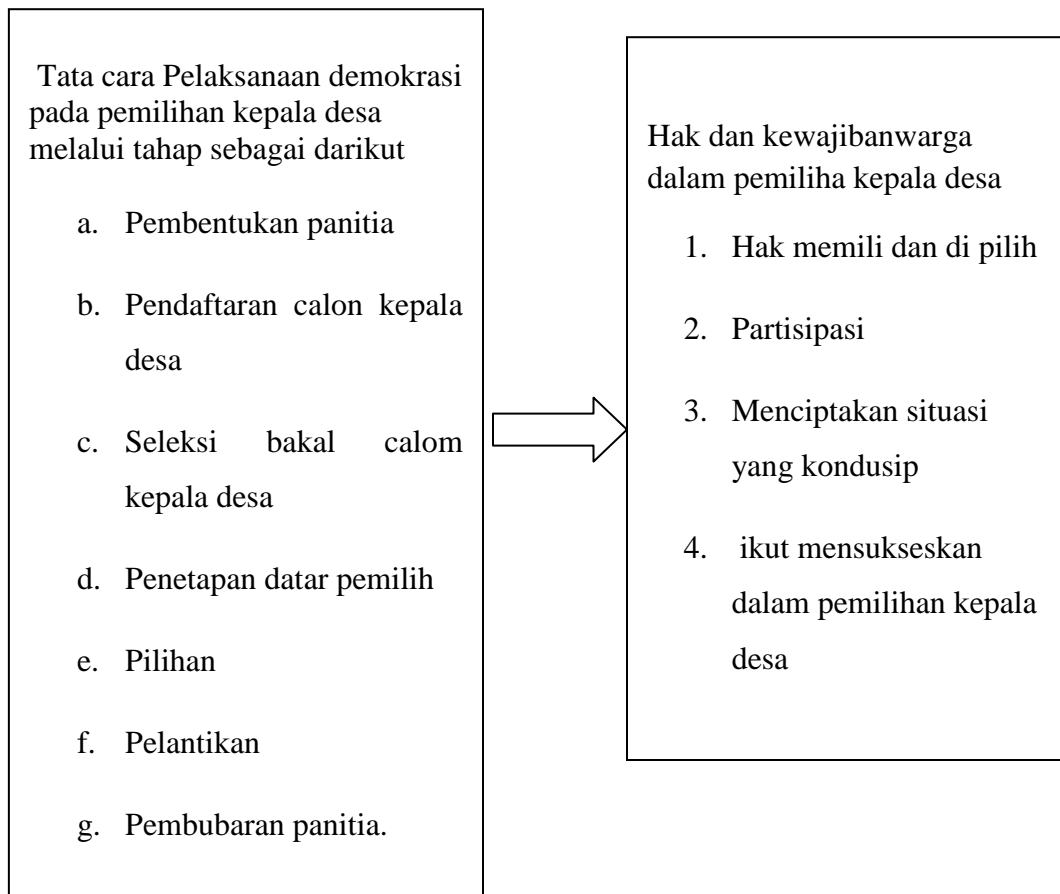 Tata cara Pelaksanaan demokrasi
pada pemilihan kepala desa
melalui tahap sebagai darikut
a. Pembentukan panitia
b. Pendaftaran calon kepala
desa
c. Seleksi bakal calom
kepala desa
d. Penetapan datar pemilih
e. Pilihan
f. Pelantikan
g. Pembubaran panitia.
Hak dan kewajibanwarga
dalam pemiliha kepala desa
1. Hak memili dan di pilih
2. Partisipasi
3. Menciptakan situasi
yang kondusip
4. ikut mensukseskan
dalam pemilihan kepala
desa